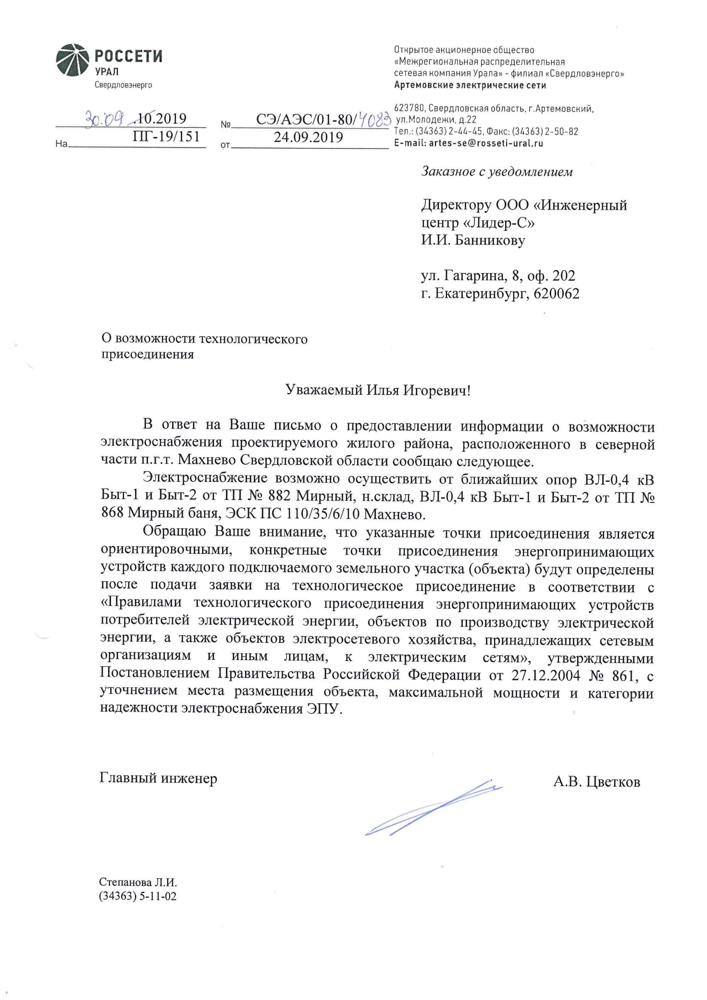 РОССЕТИ
УРАЛ
Свердловэнерго
Открытое акционерное общество
«Межрегиональная распределительная
сетевая компания Урала» - филиал «Свердловэнерго»
Артемовские электрические сети
623780, Свердловская область, г.Артемовский,
ул.Молодежи, д.22
Тел.: (34363) 2-44-45, Факс: (34363) 2-50-82
E-mail: artes-se@rosseti-ural.ru
30.09 .10.2019 № СЭ/АЭС/01-80/4083
На ПГ-19/151 от 24.09.2019
Заказное с уведомлением
Директору ООО «Инженерный
центр «Лидер-С»
И.И. Банникову
ул. Гагарина, 8, оф. 202
г. Екатеринбург, 620062
О возможности технологического
присоединения
Уважаемый Илья Игоревич!
В ответ на Ваше письмо о предоставлении информации о возможности
электроснабжения проектируемого жилого района, расположенного в северной
части п.г.т. Махнево Свердловской области сообщаю следующее.
Электроснабжение возможно осуществить от ближайших опор ВЛ-0,4 кВ
Быт-1 и Быт-2 от ТП № 882 Мирный, н.склад, ВЛ-0,4 кВ Быт-1 и Быт-2 от ТП №
868 Мирный баня, ЭСК ПС 110/35/6/10 Махнево.
Обращаю Ваше внимание, что указанные точки присоединения является
ориентировочными, конкретные точки присоединения энергопринимающих
устройств каждого подключаемого земельного участка (объекта) будут определены
после подачи заявки на технологическое присоединение в соответствии с
«Правилами технологического присоединения энергопринимающих устройств
потребителей электрической энергии, объектов по производству электрической
энергии, а также объектов электросетевого хозяйства, принадлежащих сетевым
организациям и иным лицам, к электрическим сетям», утвержденными
Постановлением Правительства Российской Федерации от 27.12.2004 № 861, с
уточнением места размещения объекта, максимальной мощности и категории
надежности электроснабжения ЭПУ.
Главный инженер А.В. Цветков
Степанова Л.И.
(34363) 5-11-02